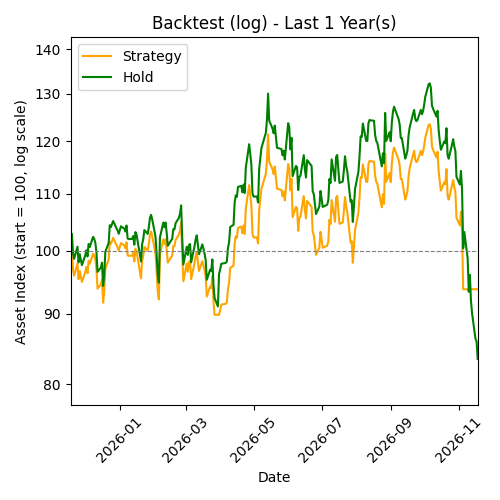 Backtest (log) - Last 1 Year(s)
Strategy
Hold
Asset Index (start = 100, log scale)
140
130
120
110
100
90
80
2026-01
2026-03
2026-05
2026-07
2026-09
2026-11
Date